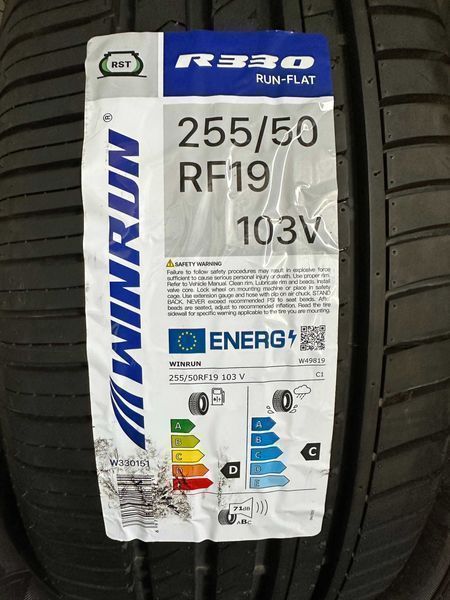 RST
R330
RUN-FLAT
255/50
RF19
103V
WINRUN®
SAFETY WARNING
Failure to follow safety procedures may result in explosive force
sufficient to cause serious personal injury or death. Use proper rim.
Refer to Vehicle Manual. Clean rim. Lubricate rim and beads. Install
valve core. Lock wheel on mounting machine or place in safety
cage. Use extension gauge and hose with clip on air chuck. STAND
BACK. NEVER exceed recommended PSI to seat beads. After
beads are seated, adjust to recommended inflation. Read the tire
sidewall for specific warning applicable to the tire you are mounting.
ENERG
WINRUN W49819
255/50RF19 103 V C1
A A
B B
C C C
D D D
E E
71dB
ABC
W330151